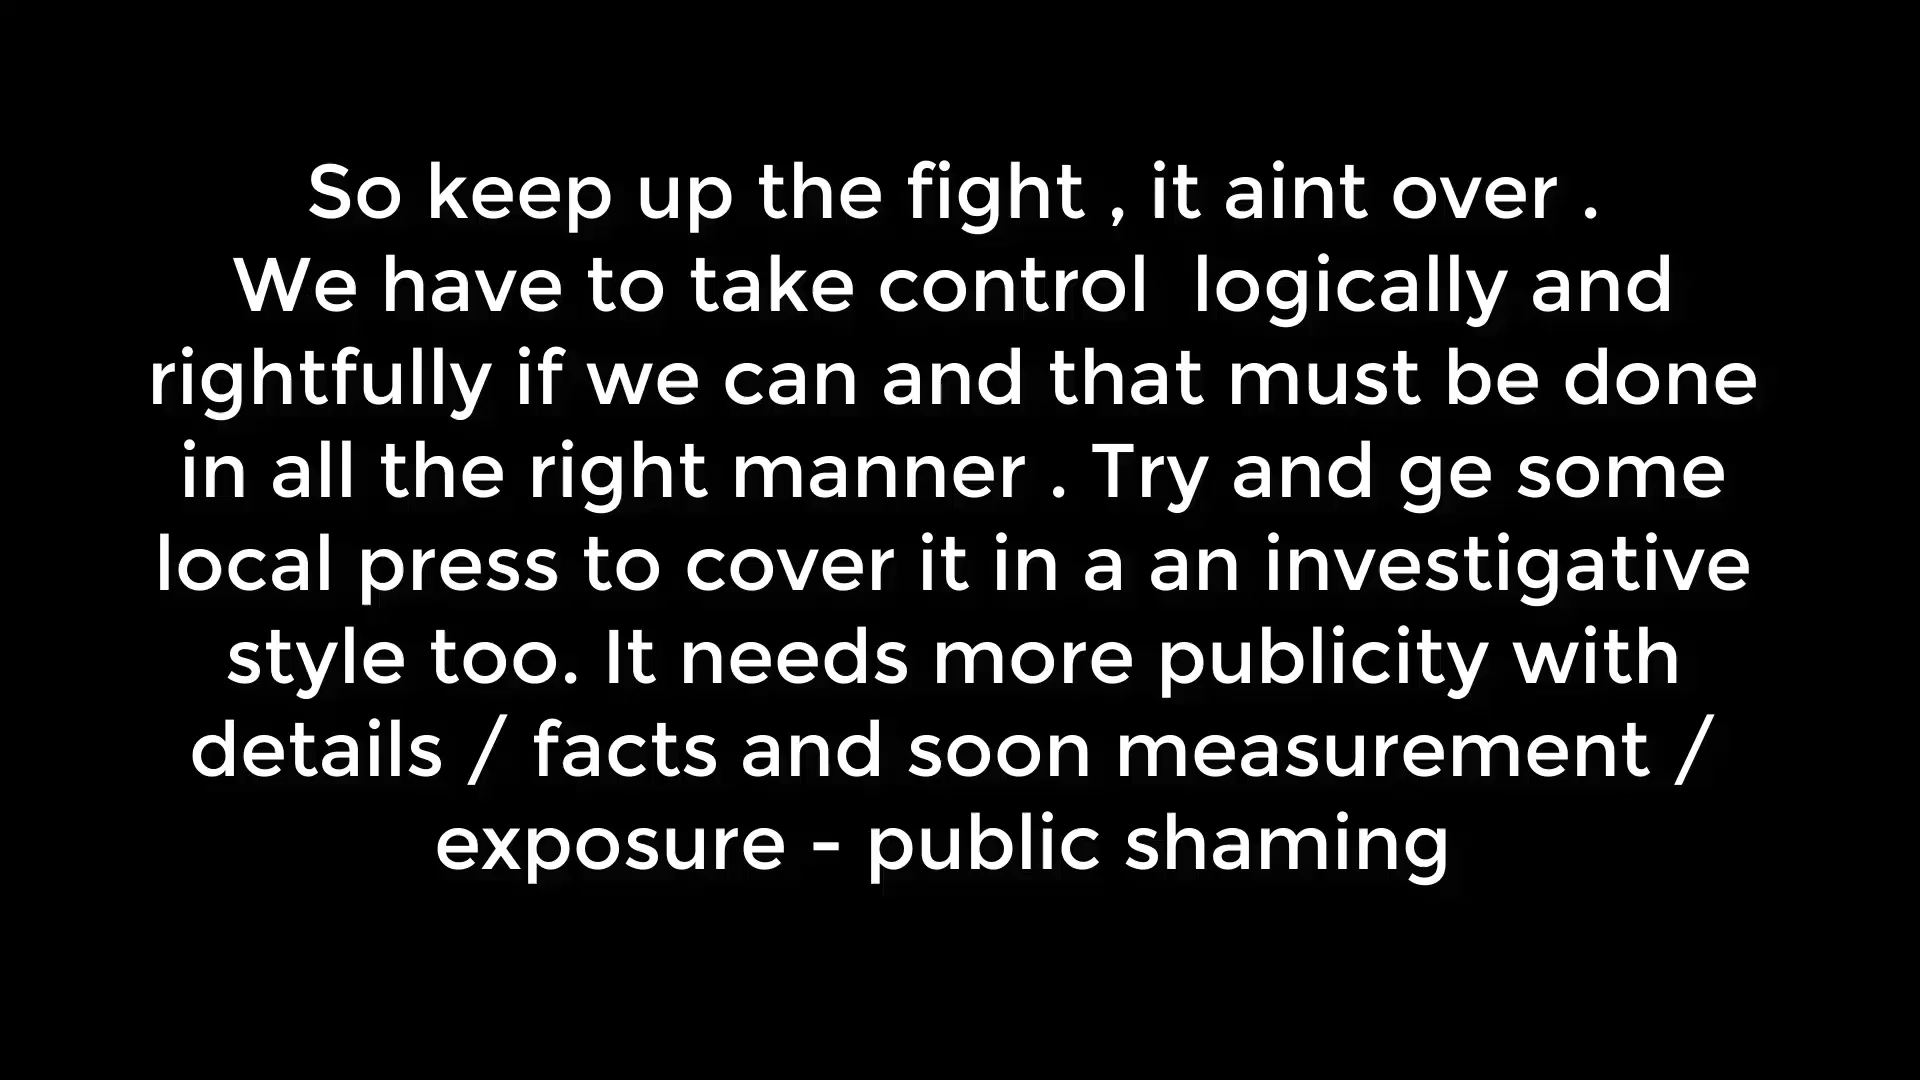 So keep up the fight , it aint over .
We have to take control  logically and
rightfully if we can and that must be done
in all the right manner . Try and ge some
local press to cover it in a an investigative
style too. It needs more publicity with
details / facts and soon measurement /
exposure - public shaming